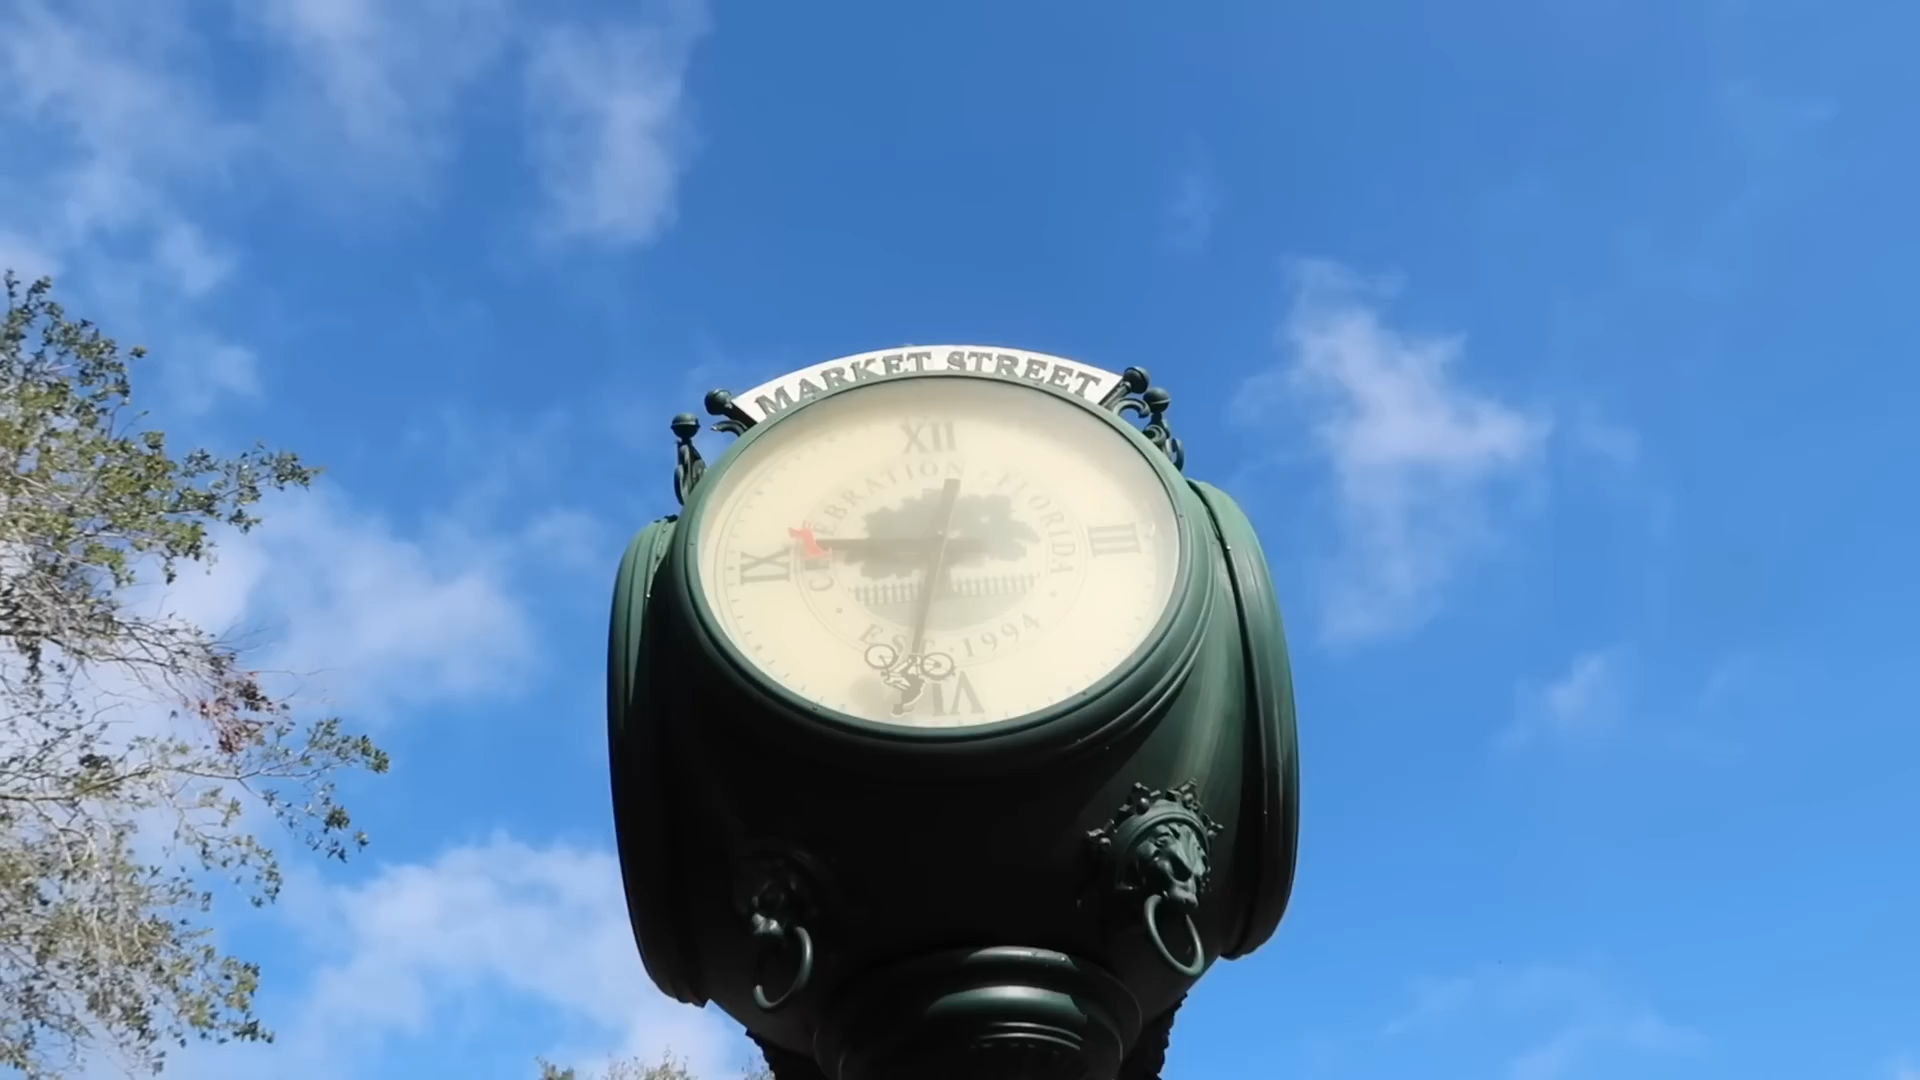 MARKET STREET
XII
CELEBRATION · FLORIDA
IX
III
EST. 1994
VI